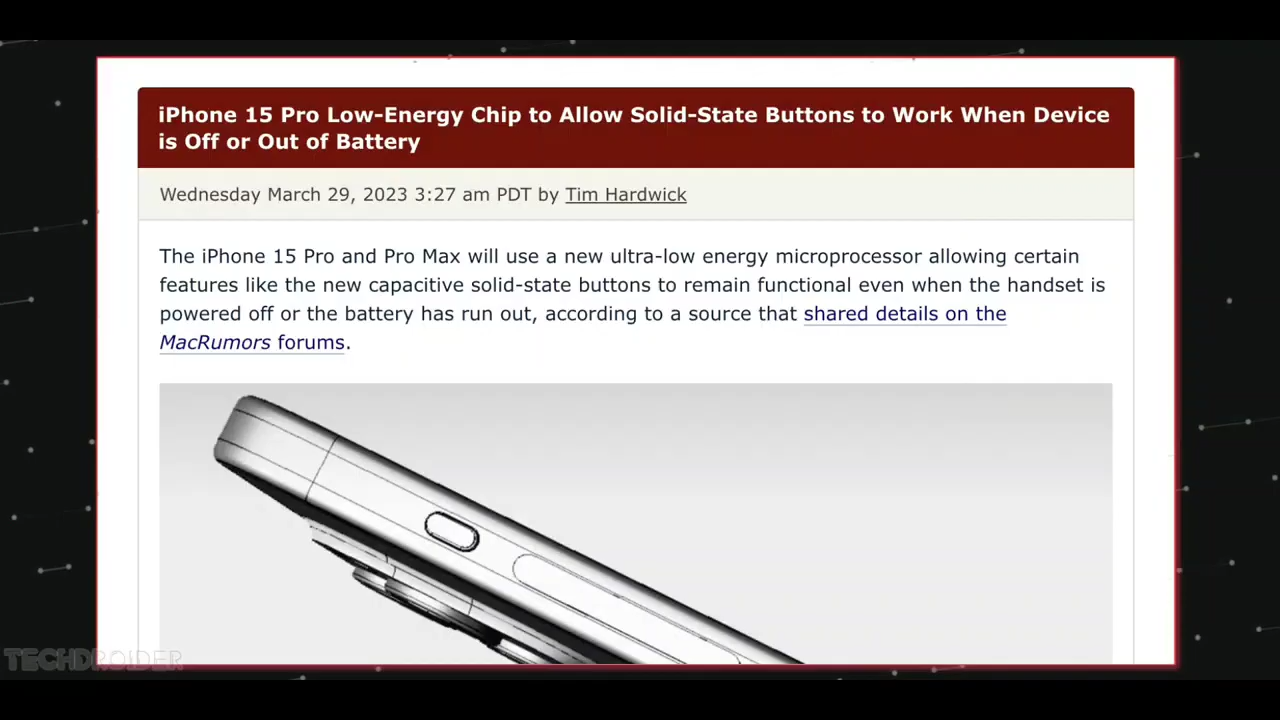 iPhone 15 Pro Low-Energy Chip to Allow Solid-State Buttons to Work When Device
is Off or Out of Battery
Wednesday March 29, 2023 3:27 am PDT by Tim Hardwick
The iPhone 15 Pro and Pro Max will use a new ultra-low energy microprocessor allowing certain
features like the new capacitive solid-state buttons to remain functional even when the handset is
powered off or the battery has run out, according to a source that shared details on the
MacRumors forums.
TECHDROIDER